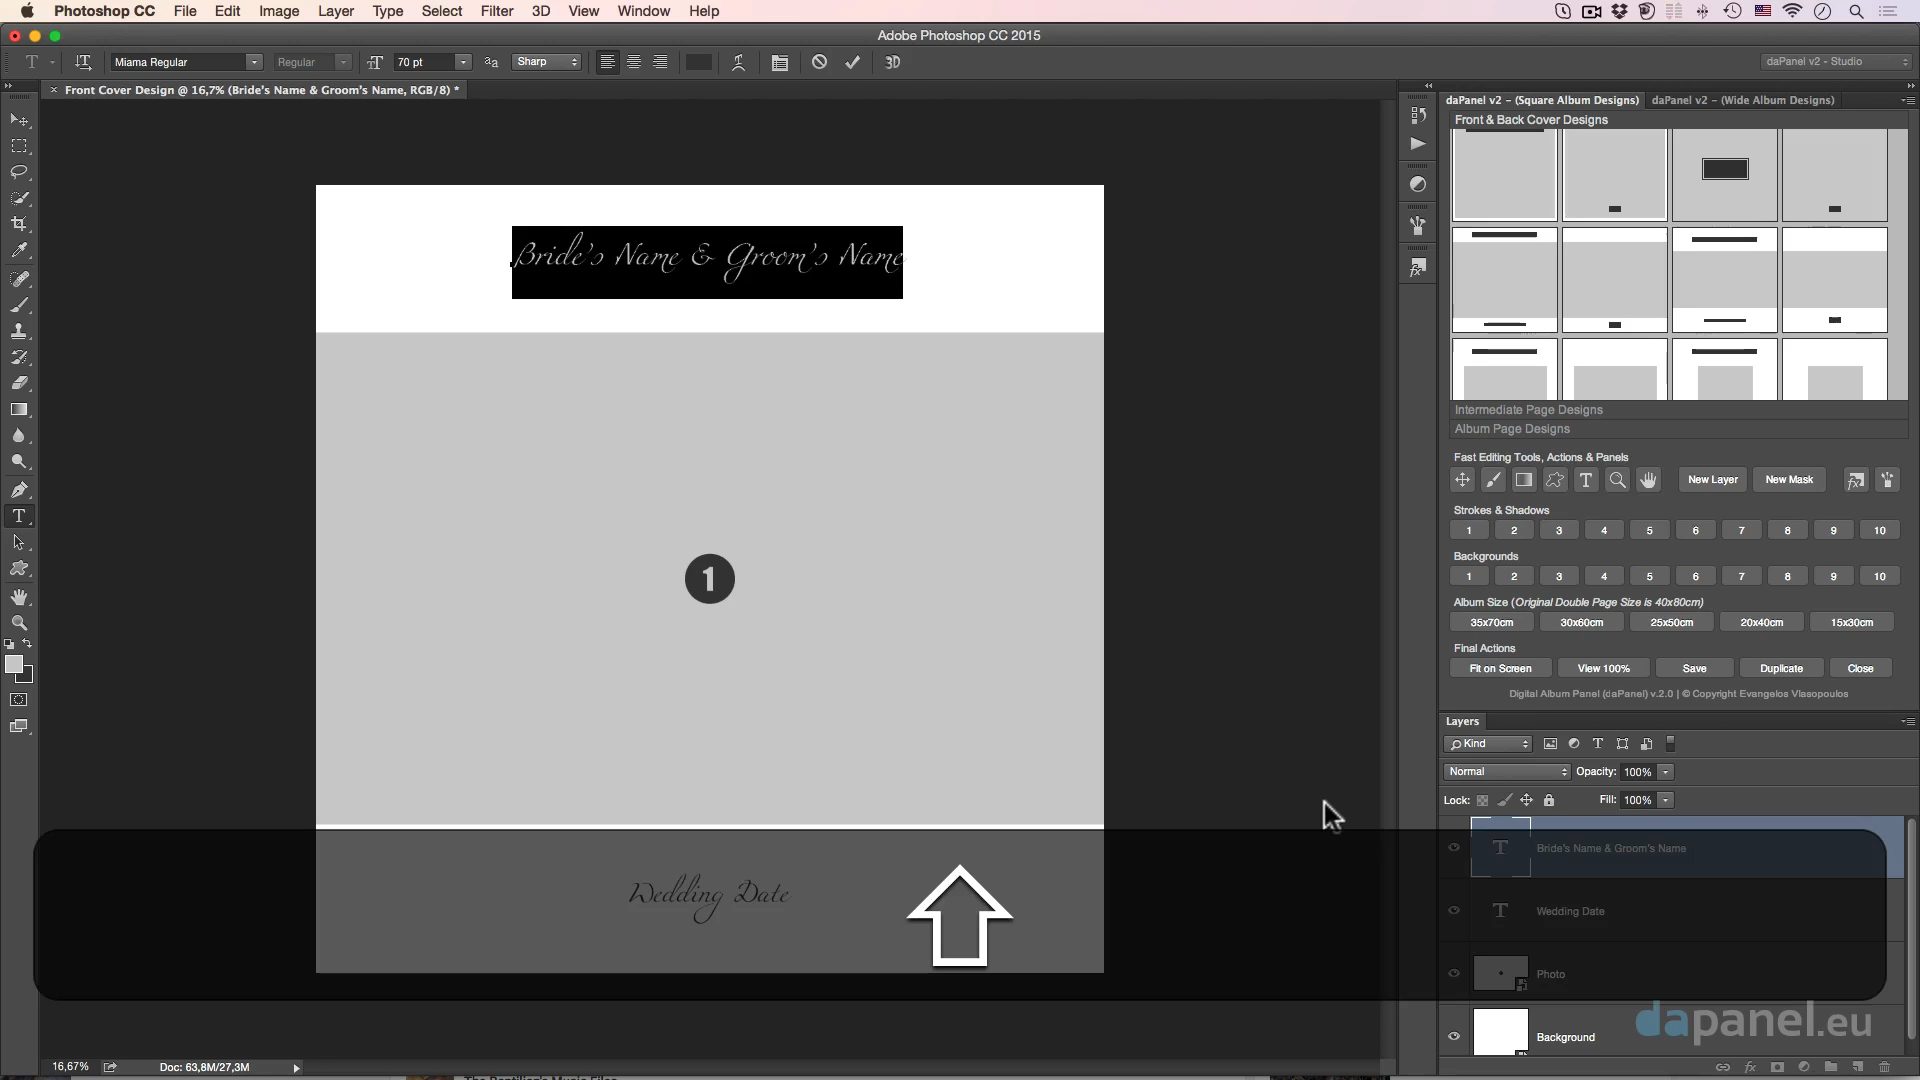 Photoshop CC File Edit Image Layer Type Select Filter 3D View Window Help
Adobe Photoshop CC 2015
Miama Regular Regular 70 pt Sharp 3D daPanel v2 - Studio
Front Cover Design @ 16,7% (Bride's Name & Groom's Name, RGB/8) *
daPanel v2 – (Square Album Designs) daPanel v2 – (Wide Album Designs)
Front & Back Cover Designs
Bride's Name & Groom's Name
1
Wedding Date
Intermediate Page Designs
Album Page Designs
Fast Editing Tools, Actions & Panels
T New Layer New Mask
Strokes & Shadows
1 2 3 4 5 6 7 8 9 10
Backgrounds
1 2 3 4 5 6 7 8 9 10
Album Size (Original Double Page Size is 40x80cm)
35x70cm 30x60cm 25x50cm 20x40cm 15x30cm
Final Actions
Fit on Screen View 100% Save Duplicate Close
Digital Album Panel (daPanel) v.2.0 | © Copyright Evangelos Vlasopoulos
Layers
Kind
Normal Opacity: 100%
Lock: Fill: 100%
T Bride's Name & Groom's Name
T Wedding Date
Photo
Background
dapanel.eu
16,67% Doc: 63,8M/27,3M